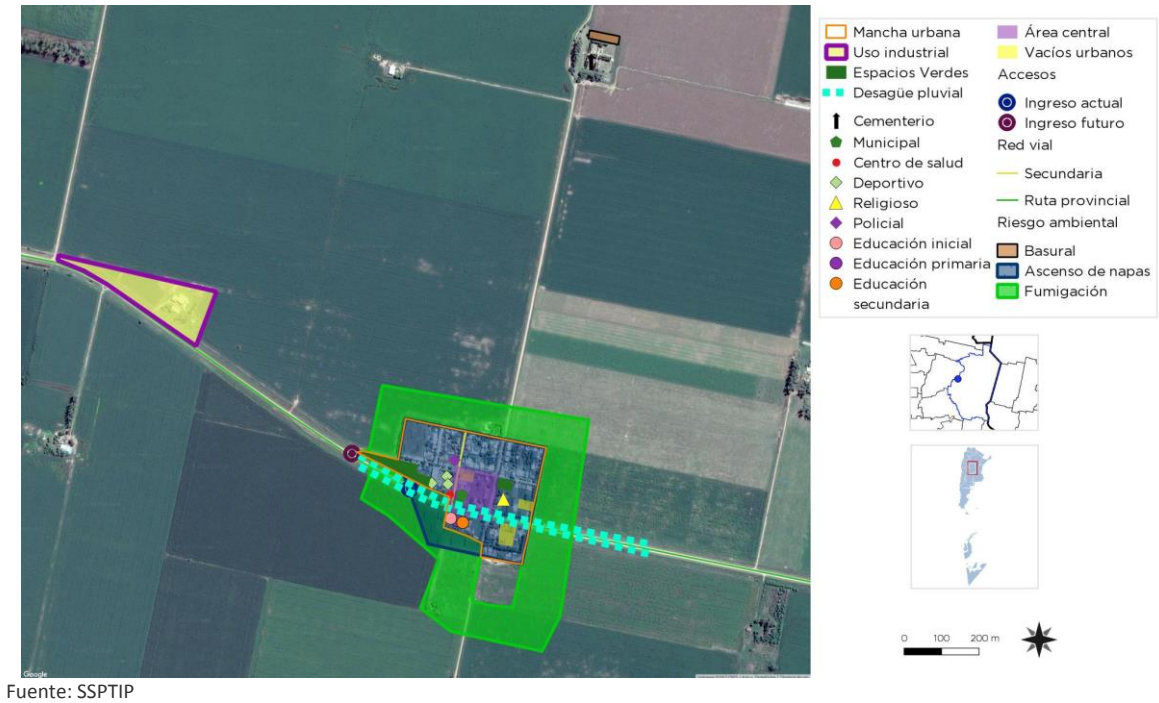 Mancha urbana
Uso industrial
Espacios Verdes
Desagüe pluvial
Cementerio
Municipal
Centro de salud
Deportivo
Religioso
Policial
Educación inicial
Educación primaria
Educación
secundaria
Área central
Vacíos urbanos
Accesos
Ingreso actual
Ingreso futuro
Red vial
Secundaria
Ruta provincial
Riesgo ambiental
Basural
Ascenso de napas
Fumigación
0 100 200 m
Google
Fuente: SSPTIP